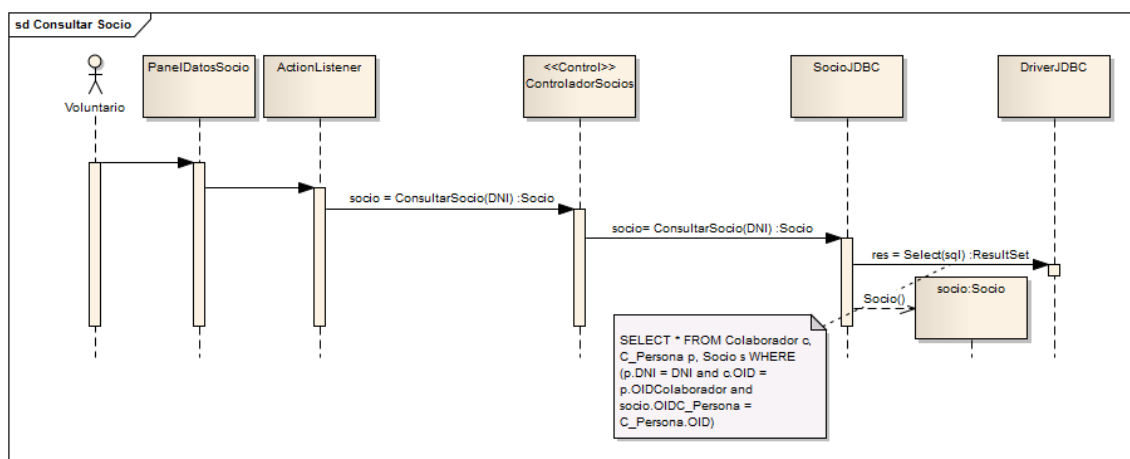 sd Consultar Socio
Voluntario
PanelDatosSocio
ActionListener
<<Control>>
ControladorSocios
SocioJDBC
DriverJDBC
socio = ConsultarSocio(DNI) :Socio
socio= ConsultarSocio(DNI) :Socio
res = Select(sql) :ResultSet
Socio()
socio:Socio
SELECT * FROM Colaborador c,
C_Persona p, Socio s WHERE
(p.DNI = DNI and c.OID =
p.OIDColaborador and
socio.OIDC_Persona =
C_Persona.OID)